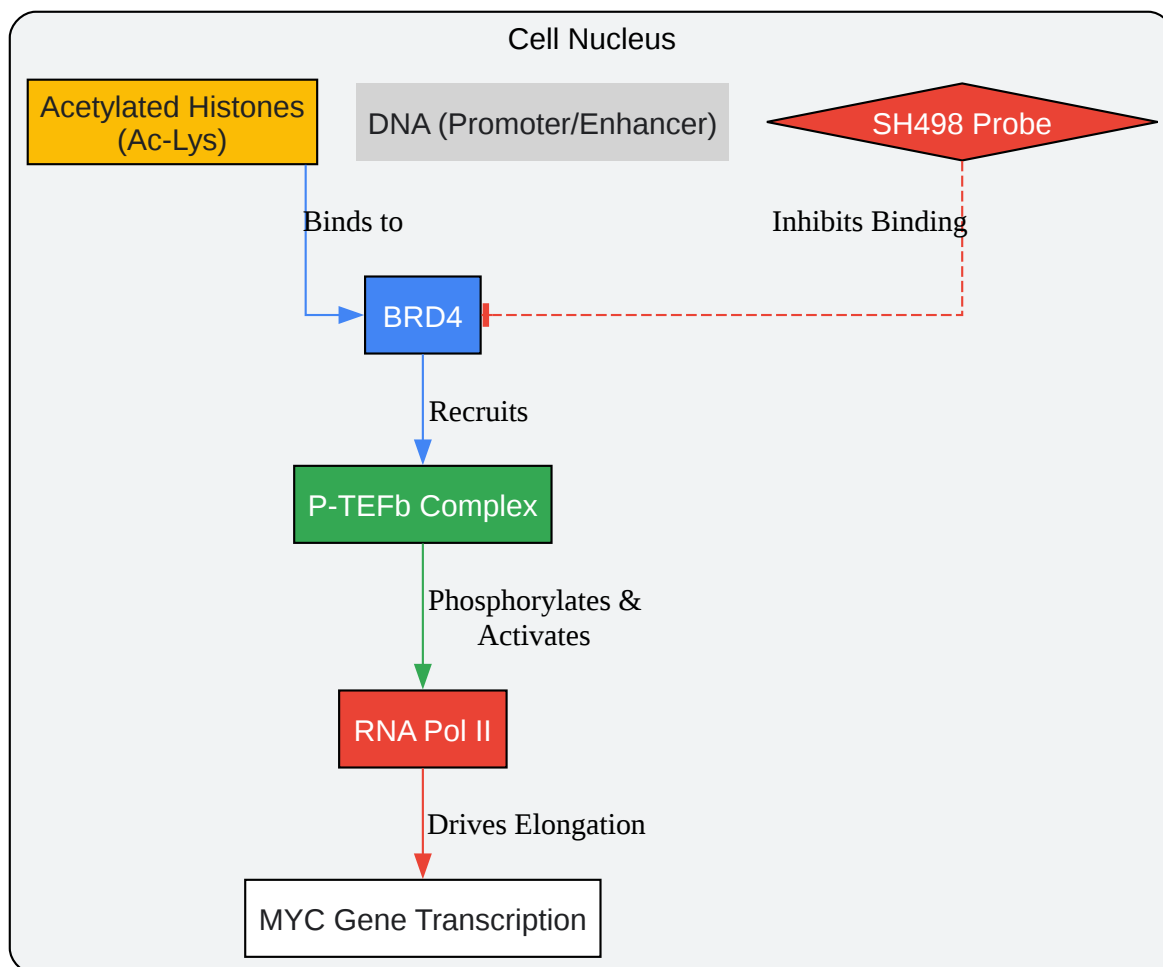 Cell Nucleus
Acetylated Histones
(Ac-Lys)
DNA (Promoter/Enhancer)
SH498 Probe
Binds to
Inhibits Binding
BRD4
Recruits
P-TEFb Complex
Phosphorylates &
Activates
RNA Pol II
Drives Elongation
MYC Gene Transcription